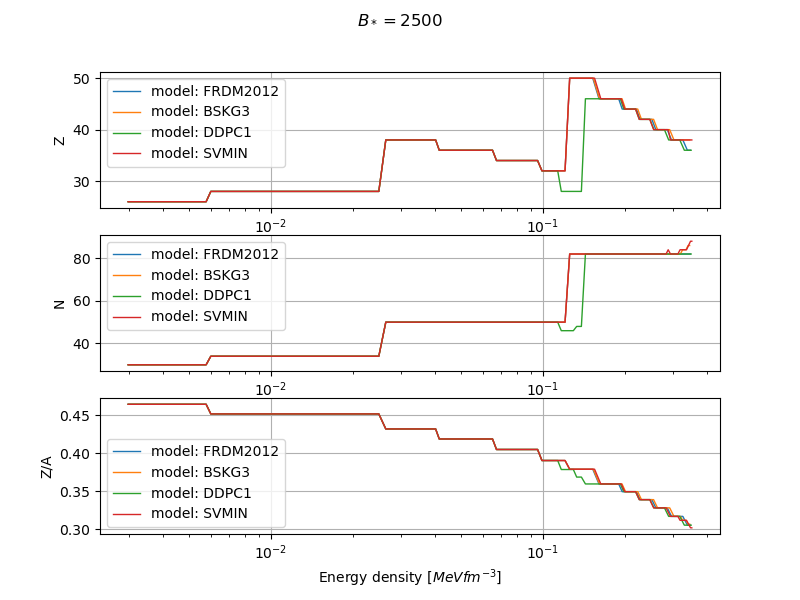 B* = 2500
50
40
30
Z
model: FRDM2012
model: BSKG3
model: DDPC1
model: SVMIN
10⁻² 10⁻¹
80
60
40
N
model: FRDM2012
model: BSKG3
model: DDPC1
model: SVMIN
10⁻² 10⁻¹
0.45
0.40
0.35
0.30
Z/A
model: FRDM2012
model: BSKG3
model: DDPC1
model: SVMIN
10⁻² 10⁻¹
Energy density [MeVfm⁻³]